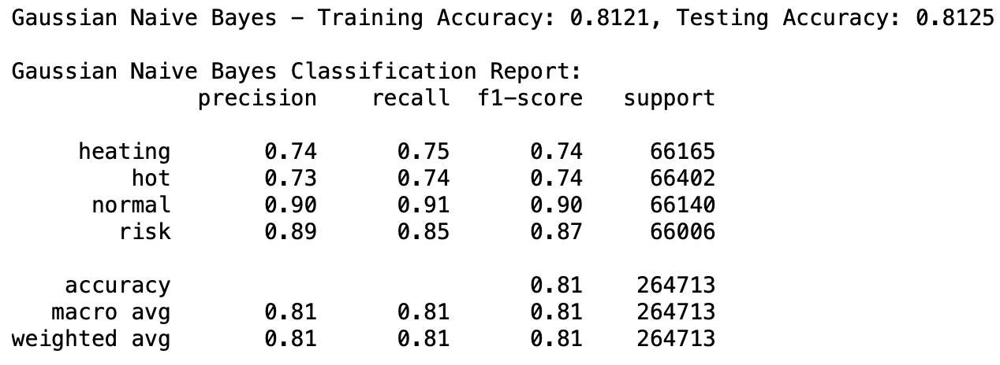 Gaussian Naive Bayes - Training Accuracy: 0.8121, Testing Accuracy: 0.8125
Gaussian Naive Bayes Classification Report:
precision recall f1-score support
heating 0.74 0.75 0.74 66165
hot 0.73 0.74 0.74 66402
normal 0.90 0.91 0.90 66140
risk 0.89 0.85 0.87 66006
accuracy 0.81 264713
macro avg 0.81 0.81 0.81 264713
weighted avg 0.81 0.81 0.81 264713